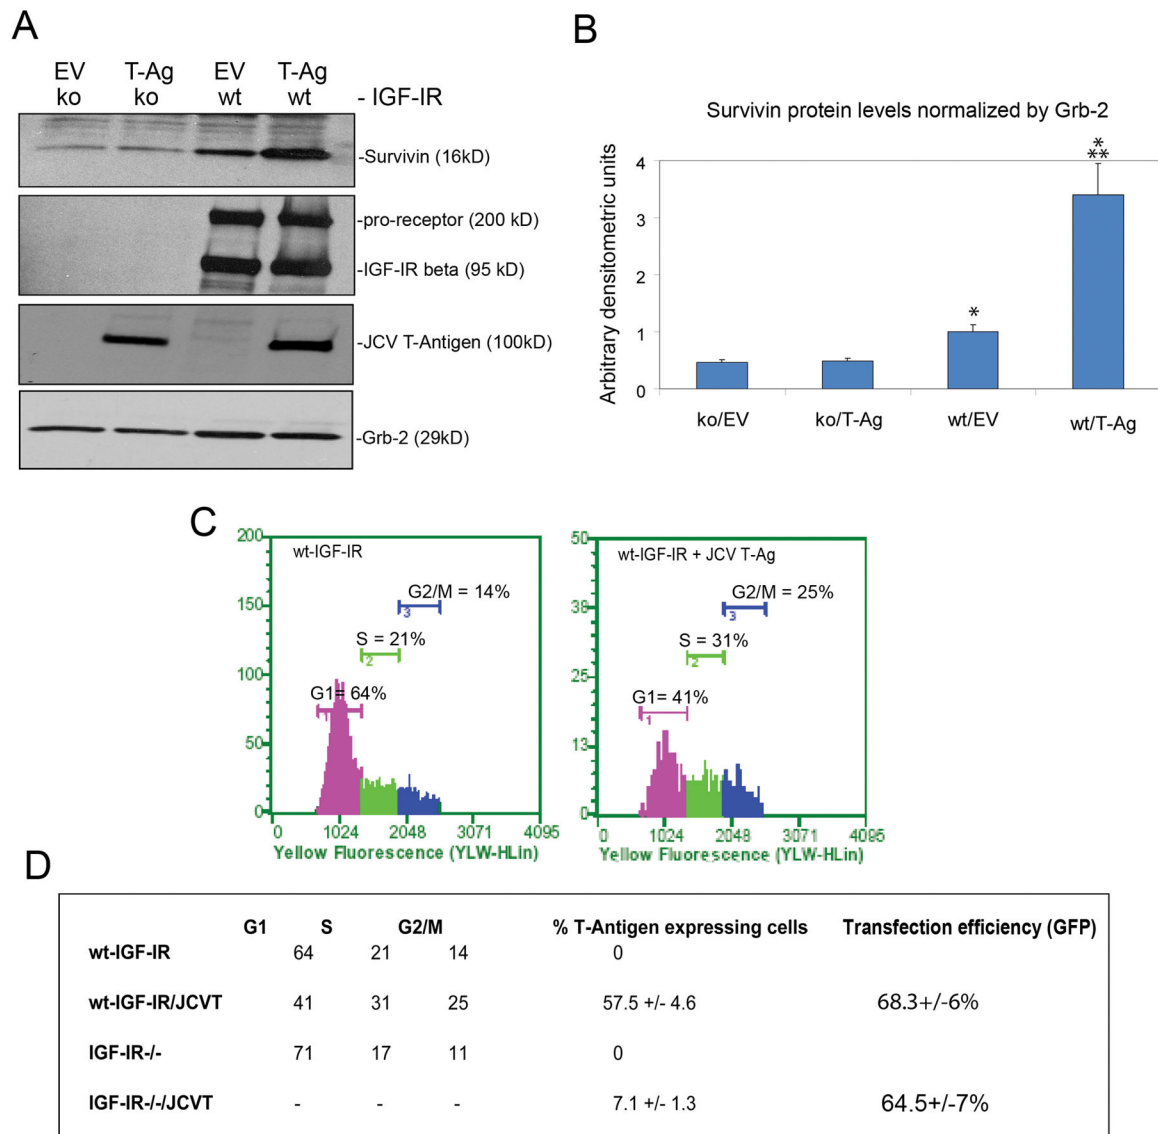 A
EV T-Ag EV T-Ag
ko ko wt wt - IGF-IR
-Survivin (16kD)
-pro-receptor (200 kD)
-IGF-IR beta (95 kD)
-JCV T-Antigen (100kD)
-Grb-2 (29kD)
B
Survivin protein levels normalized by Grb-2
Arbitrary densitometric units
4
3
2
1
0
*
*
**
ko/EV ko/T-Ag wt/EV wt/T-Ag
C
200
150
100
50
0
wt-IGF-IR
G2/M = 14%
3
S = 21%
2
G1= 64%
1
0 1024 2048 3071 4095
Yellow Fluorescence (YLW-HLin)
50
38
25
13
0
wt-IGF-IR + JCV T-Ag
G2/M = 25%
3
S = 31%
2
G1= 41%
1
0 1024 2048 3071 4095
Yellow Fluorescence (YLW-HLin)
D
G1 S G2/M % T-Antigen expressing cells Transfection efficiency (GFP)
wt-IGF-IR 64 21 14 0
wt-IGF-IR/JCVT 41 31 25 57.5 +/- 4.6 68.3+/-6%
IGF-IR-/- 71 17 11 0
IGF-IR-/-/JCVT - - - 7.1 +/- 1.3 64.5+/-7%